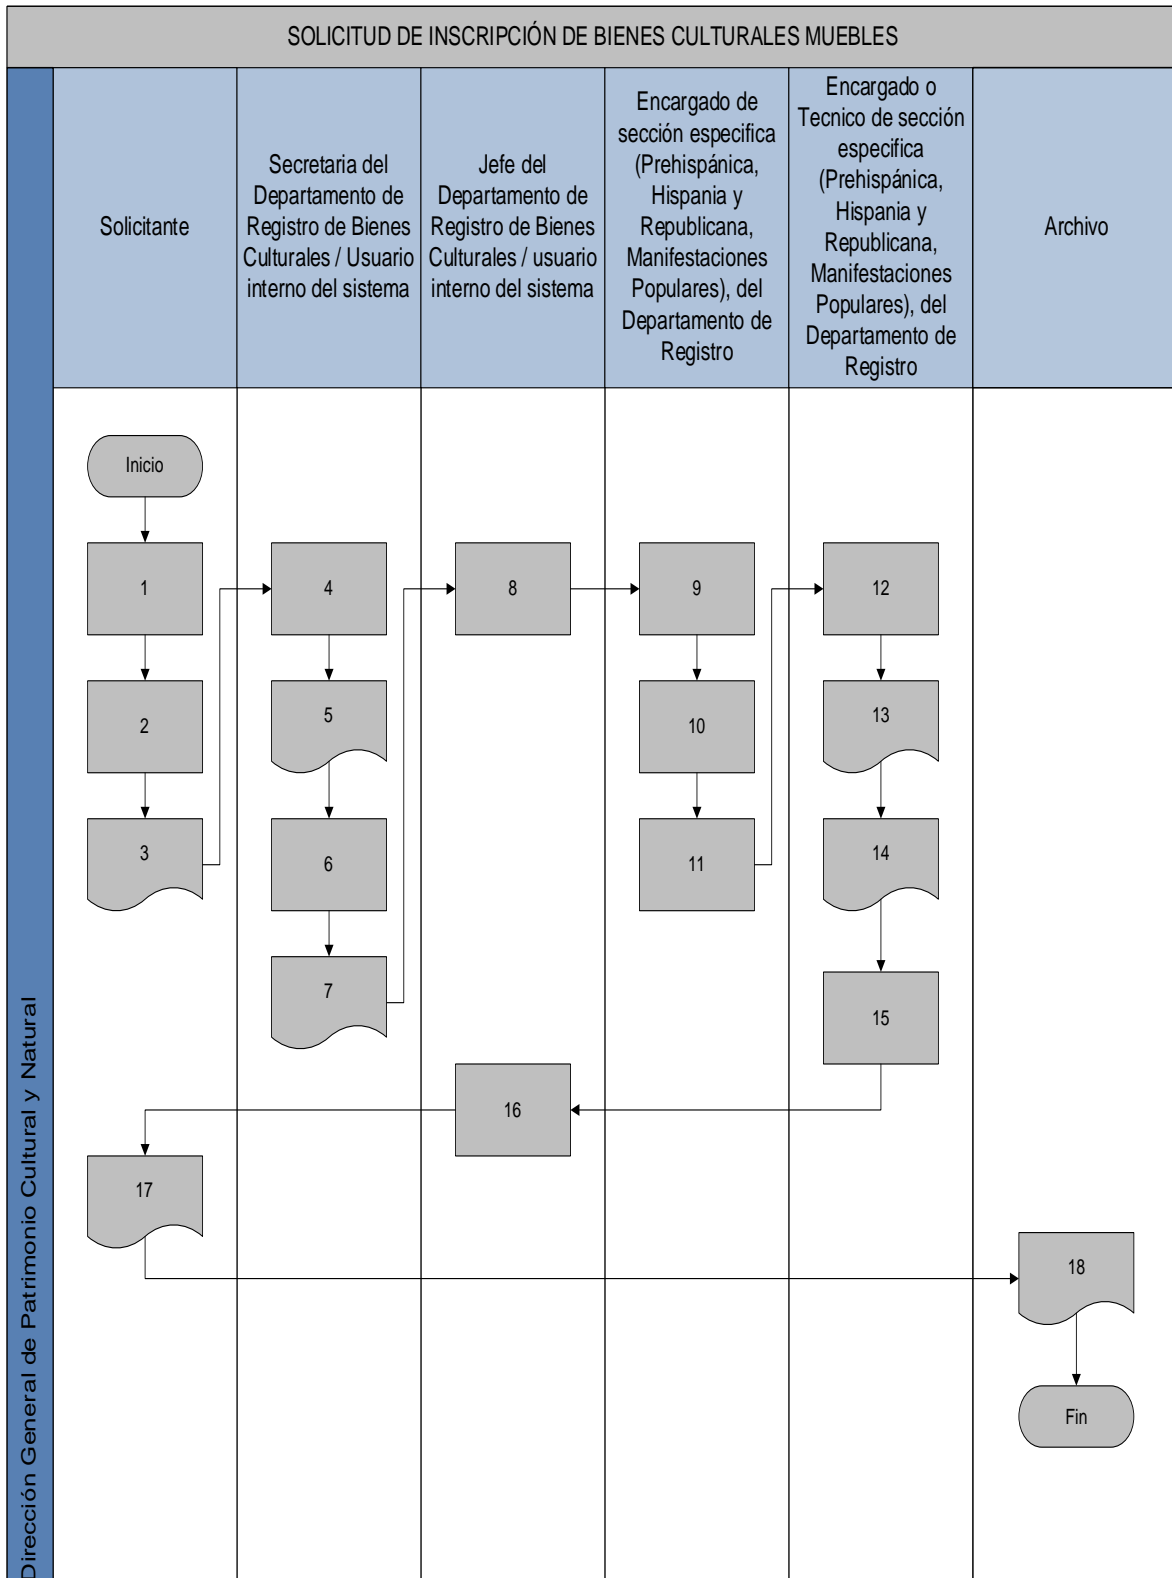 SOLICITUD DE INSCRIPCIÓN DE BIENES CULTURALES MUEBLES
Dirección General de Patrimonio Cultural y Natural
Solicitante
Secretaria del
Departamento de
Registro de Bienes
Culturales / Usuario
interno del sistema
Jefe del
Departamento de
Registro de Bienes
Culturales / usuario
interno del sistema
Encargado de
sección especifica
(Prehispánica,
Hispania y
Republicana,
Manifestaciones
Populares), del
Departamento de
Registro
Encargado o
Tecnico de sección
especifica
(Prehispánica,
Hispania y
Republicana,
Manifestaciones
Populares), del
Departamento de
Registro
Archivo
Inicio
1
2
3
4
5
6
7
8
9
10
11
12
13
14
15
16
17
18
Fin